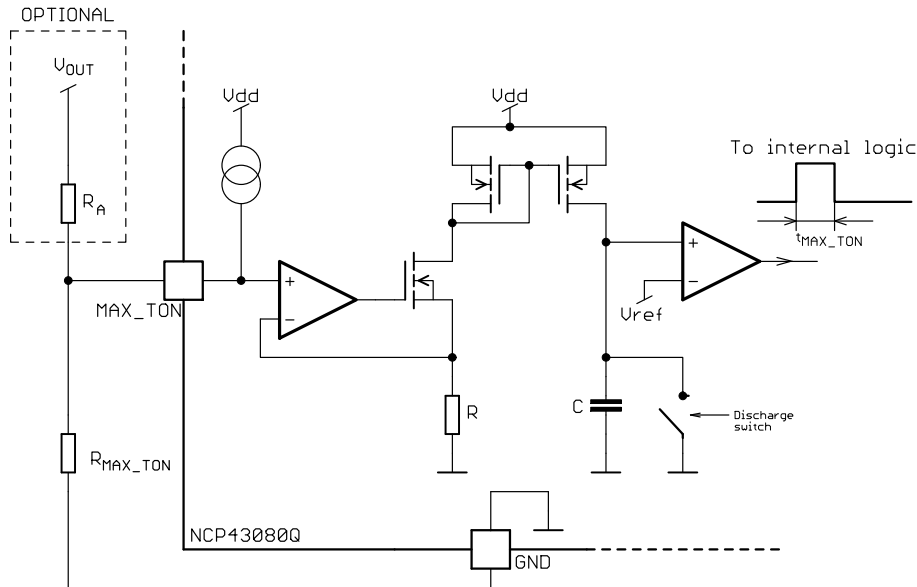 OPTIONAL
VOUT
RA
Vdd
Vdd
To internal logic
tMAX_TON
+
−
+
−
Vref
MAX_TON
R
C
Discharge
switch
RMAX_TON
NCP43080Q
GND